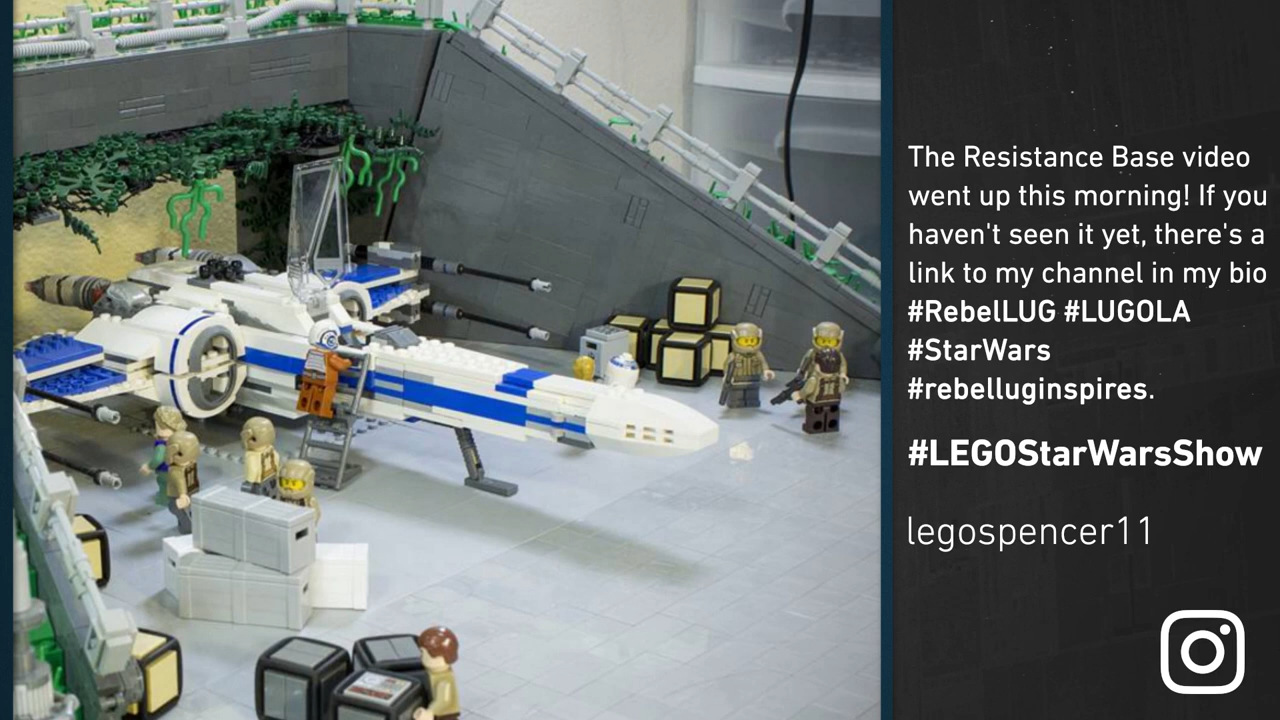 The Resistance Base video
went up this morning! If you
haven't seen it yet, there's a
link to my channel in my bio
#RebelLUG #LUGOLA
#StarWars
#rebelluginspires.
#LEGOStarWarsShow
legospencer11